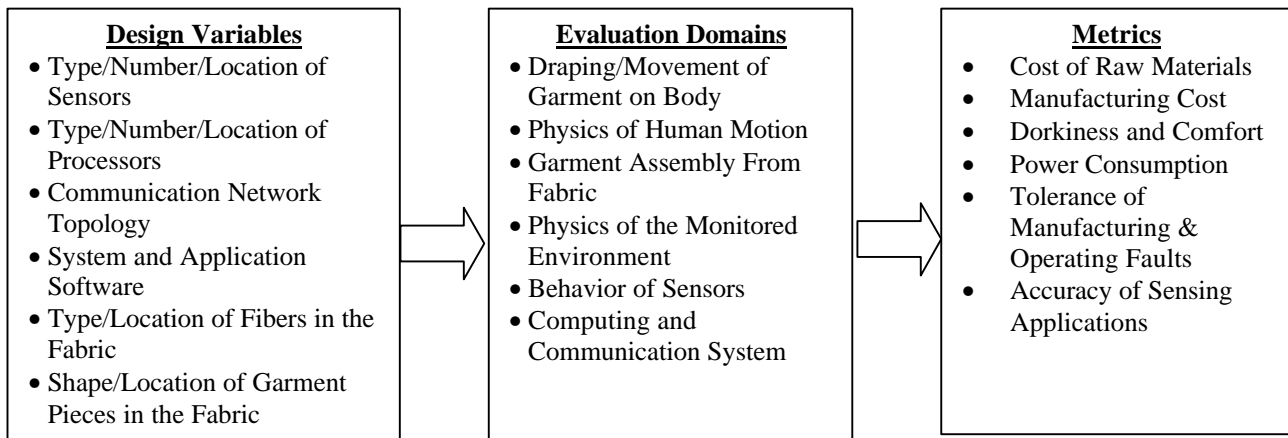 Design Variables
• Type/Number/Location of
Sensors
• Type/Number/Location of
Processors
• Communication Network
Topology
• System and Application
Software
• Type/Location of Fibers in the
Fabric
• Shape/Location of Garment
Pieces in the Fabric
Evaluation Domains
• Draping/Movement of
Garment on Body
• Physics of Human Motion
• Garment Assembly From
Fabric
• Physics of the Monitored
Environment
• Behavior of Sensors
• Computing and
Communication System
Metrics
• Cost of Raw Materials
• Manufacturing Cost
• Dorkiness and Comfort
• Power Consumption
• Tolerance of
Manufacturing &
Operating Faults
• Accuracy of Sensing
Applications